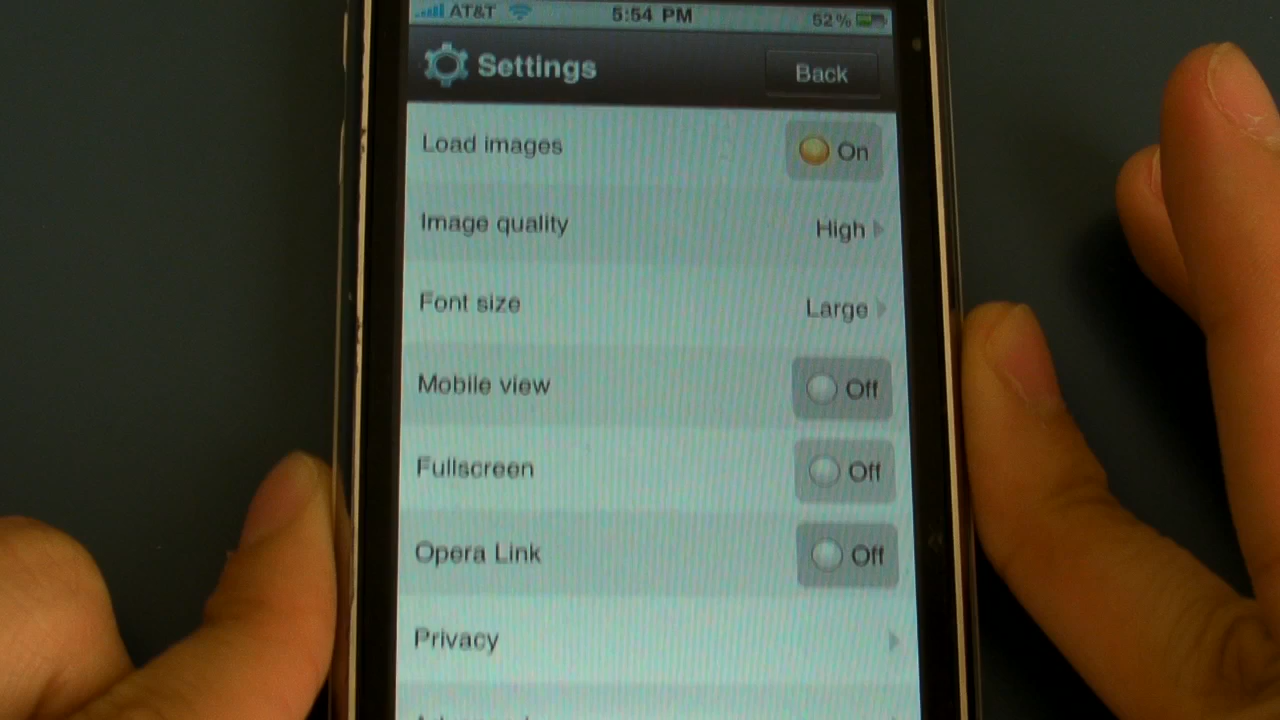 AT&T 5:54 PM 52%
Settings Back
Load images On
Image quality High
Font size Large
Mobile view Off
Fullscreen Off
Opera Link Off
Privacy